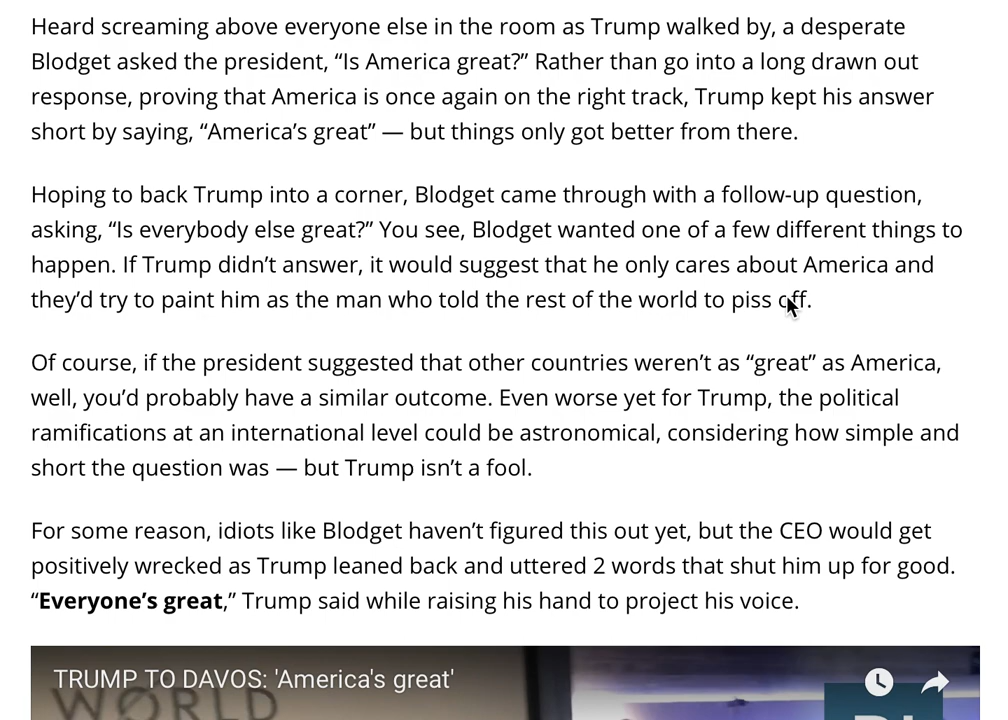 Heard screaming above everyone else in the room as Trump walked by, a desperate
Blodget asked the president, “Is America great?” Rather than go into a long drawn out
response, proving that America is once again on the right track, Trump kept his answer
short by saying, “America’s great” — but things only got better from there.
Hoping to back Trump into a corner, Blodget came through with a follow-up question,
asking, “Is everybody else great?” You see, Blodget wanted one of a few different things to
happen. If Trump didn’t answer, it would suggest that he only cares about America and
they’d try to paint him as the man who told the rest of the world to piss off.
Of course, if the president suggested that other countries weren’t as “great” as America,
well, you’d probably have a similar outcome. Even worse yet for Trump, the political
ramifications at an international level could be astronomical, considering how simple and
short the question was — but Trump isn’t a fool.
For some reason, idiots like Blodget haven’t figured this out yet, but the CEO would get
positively wrecked as Trump leaned back and uttered 2 words that shut him up for good.
“Everyone’s great,” Trump said while raising his hand to project his voice.
TRUMP TO DAVOS: 'America's great'
WORLD